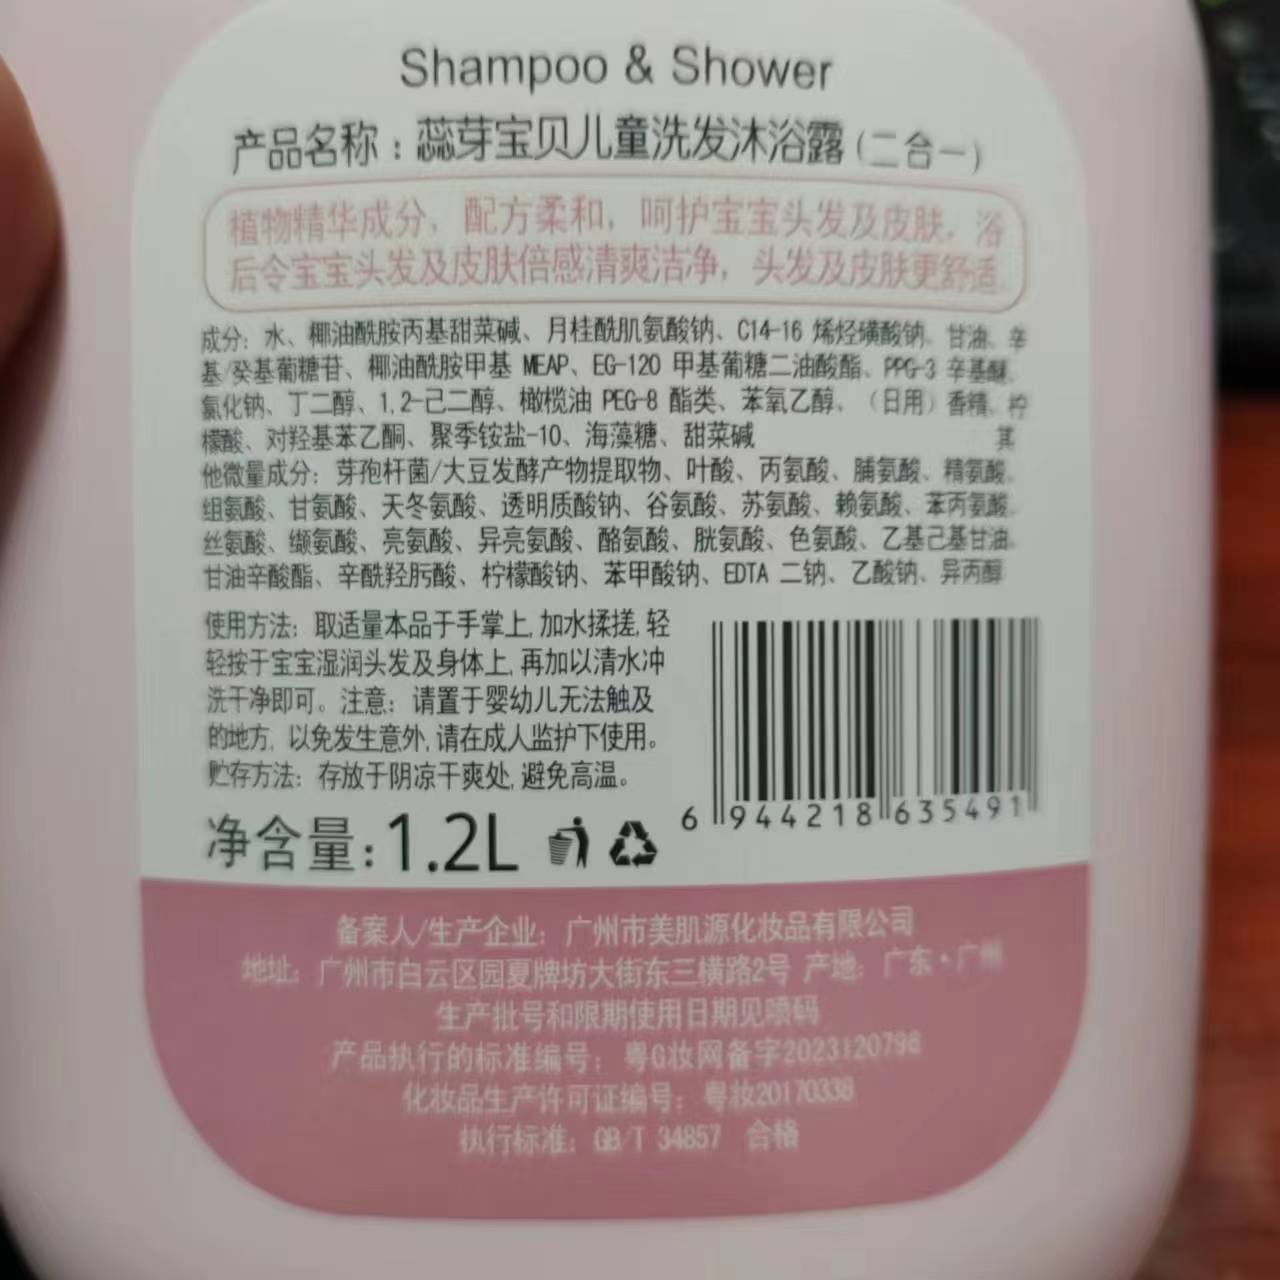 Shampoo & Shower
产品名称：蕊芽宝贝儿童洗发沐浴露(二合一)
植物精华成分，配方柔和，呵护宝宝头发及皮肤，浴
后令宝宝头发及皮肤倍感清爽洁净，头发及皮肤更舒适。
成分：水、椰油酰胺丙基甜菜碱、月桂酰肌氨酸钠、C14-16 烯烃磺酸钠、甘油、辛
基/癸基葡糖苷、椰油酰胺甲基 MEAP、EG-120 甲基葡糖二油酸酯、PPG-3 辛基醚、
氯化钠、丁二醇、1,2-己二醇、橄榄油 PEG-8 酯类、苯氧乙醇、（日用）香精、柠
檬酸、对羟基苯乙酮、聚季铵盐-10、海藻糖、甜菜碱 其
他微量成分：芽孢杆菌/大豆发酵产物提取物、叶酸、丙氨酸、脯氨酸、精氨酸、
组氨酸、甘氨酸、天冬氨酸、透明质酸钠、谷氨酸、苏氨酸、赖氨酸、苯丙氨酸、
丝氨酸、缬氨酸、亮氨酸、异亮氨酸、酪氨酸、胱氨酸、色氨酸、乙基己基甘油、
甘油辛酸酯、辛酰羟肟酸、柠檬酸钠、苯甲酸钠、EDTA 二钠、乙酸钠、异丙醇
使用方法：取适量本品于手掌上,加水揉搓,轻
轻按于宝宝湿润头发及身体上,再加以清水冲
洗干净即可。注意：请置于婴幼儿无法触及
的地方,以免发生意外,请在成人监护下使用。
贮存方法：存放于阴凉干爽处,避免高温。
6 944218 635491
净含量：1.2L
备案人/生产企业：广州市美肌源化妆品有限公司
地址：广州市白云区园夏牌坊大街东三横路2号 产地：广东·广州
生产批号和限期使用日期见喷码
产品执行的标准编号：粤G妆网备字2023120796
化妆品生产许可证编号：粤妆20170338
执行标准：GB/T 34857 合格